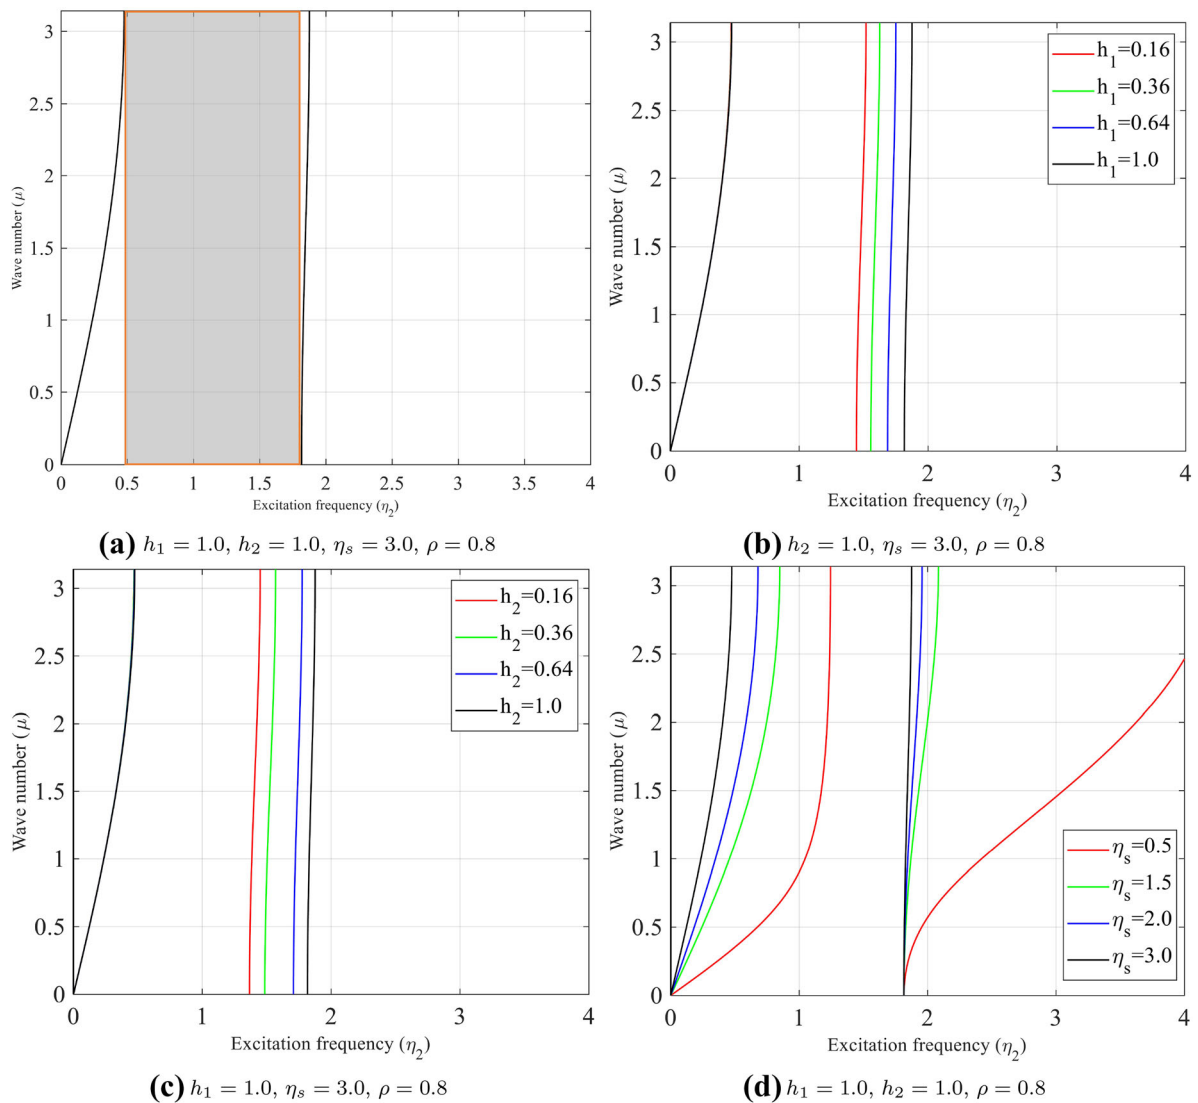 3
2.5
2
1.5
1
0.5
0
Wave number (μ)
0 0.5 1 1.5 2 2.5 3 3.5 4
Excitation frequency (η₂)
(a) h₁ = 1.0, h₂ = 1.0, ηₛ = 3.0, ρ = 0.8
3
2.5
2
1.5
1
0.5
0
Wave number (μ)
h₁=0.16
h₁=0.36
h₁=0.64
h₁=1.0
0 1 2 3 4
Excitation frequency (η₂)
(b) h₂ = 1.0, ηₛ = 3.0, ρ = 0.8
3
2.5
2
1.5
1
0.5
0
Wave number (μ)
h₂=0.16
h₂=0.36
h₂=0.64
h₂=1.0
0 1 2 3 4
Excitation frequency (η₂)
(c) h₁ = 1.0, ηₛ = 3.0, ρ = 0.8
3
2.5
2
1.5
1
0.5
0
Wave number (μ)
ηₛ=0.5
ηₛ=1.5
ηₛ=2.0
ηₛ=3.0
0 1 2 3 4
Excitation frequency (η₂)
(d) h₁ = 1.0, h₂ = 1.0, ρ = 0.8